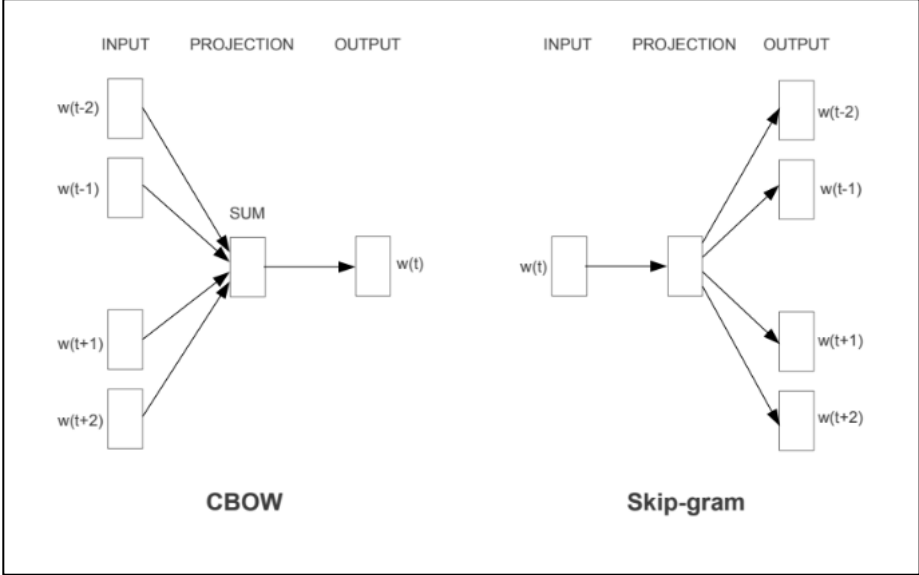 INPUT PROJECTION OUTPUT
w(t-2)
w(t-1)
SUM
w(t)
w(t+1)
w(t+2)
CBOW
INPUT PROJECTION OUTPUT
w(t-2)
w(t-1)
w(t)
w(t+1)
w(t+2)
Skip-gram